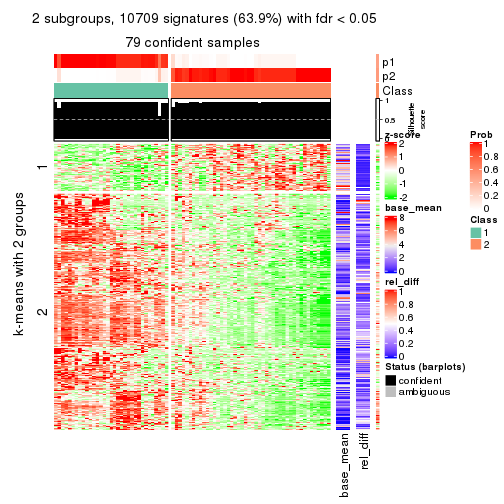 2 subgroups, 10709 signatures (63.9%) with fdr < 0.05
79 confident samples
p1
p2
Class
1
0.5
0
Silhouette
score
k-means with 2 groups
1
2
base_mean
rel_diff
z-score
2
1
0
-1
-2
base_mean
8
6
4
2
0
rel_diff
1
0.8
0.6
0.4
0.2
0
Status (barplots)
confident
ambiguous
Prob
1
0.8
0.6
0.4
0.2
0
Class
1
2